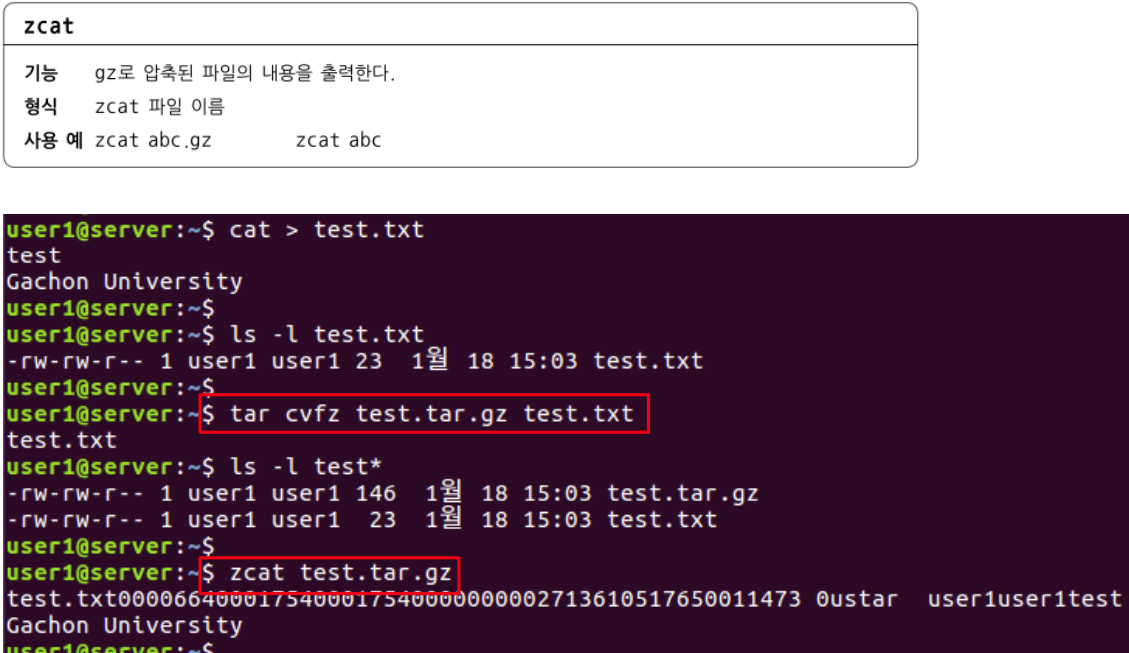 zcat
기능 gz로 압축된 파일의 내용을 출력한다.
형식 zcat 파일 이름
사용 예 zcat abc.gz zcat abc
user1@server:~$ cat > test.txt
test
Gachon University
user1@server:~$
user1@server:~$ ls -l test.txt
-rw-rw-r-- 1 user1 user1 23 1월 18 15:03 test.txt
user1@server:~$
user1@server:~$ tar cvfz test.tar.gz test.txt
test.txt
user1@server:~$ ls -l test*
-rw-rw-r-- 1 user1 user1 146 1월 18 15:03 test.tar.gz
-rw-rw-r-- 1 user1 user1 23 1월 18 15:03 test.txt
user1@server:~$
user1@server:~$ zcat test.tar.gz
test.txt0000664000175400017540000000002713610517650011473 0ustar user1user1test
Gachon University
user1@server:~$